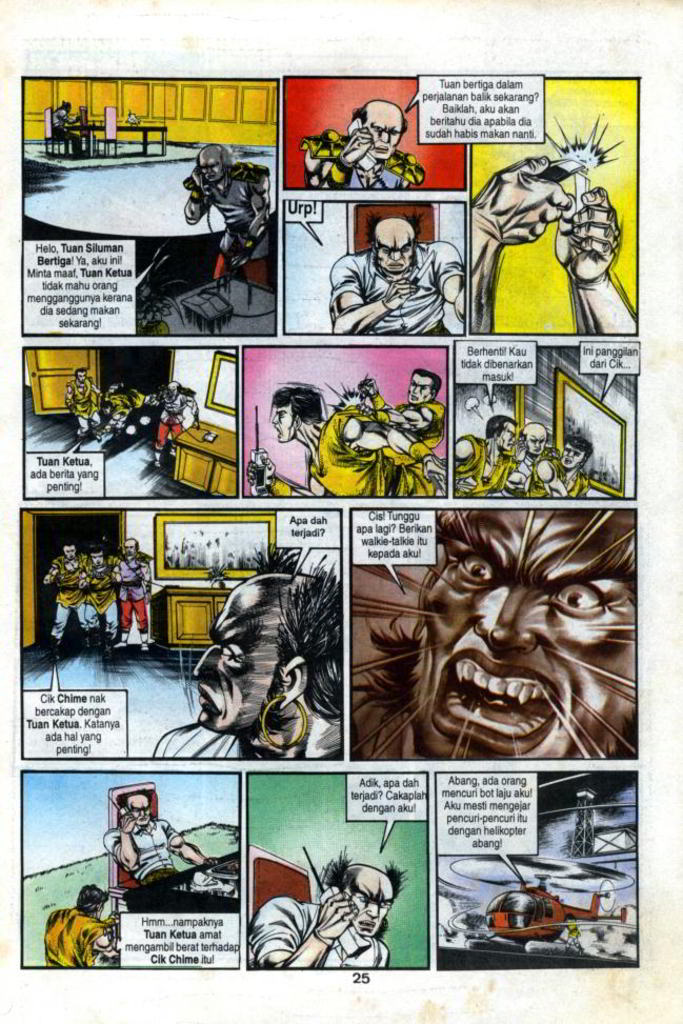 Helo, Tuan Siluman
Bertiga! Ya, aku ini!
Minta maaf, Tuan Ketua
tidak mahu orang
mengganggunya kerana
dia sedang makan
sekarang!
Tuan bertiga dalam
perjalanan balik sekarang?
Baiklah, aku akan
beritahu dia apabila dia
sudah habis makan nanti.
Urp!
Tuan Ketua,
ada berita yang
penting!
Berhenti! Kau
tidak dibenarkan
masuk!
Ini panggilan
dari Cik...
Apa dah
terjadi?
Cik Chime nak
bercakap dengan
Tuan Ketua. Katanya
ada hal yang
penting!
Cis! Tunggu
apa lagi? Berikan
walkie-talkie itu
kepada aku!
Hmm...nampaknya
Tuan Ketua amat
mengambil berat terhadap
Cik Chime itu!
Adik, apa dah
terjadi? Cakaplah
dengan aku!
Abang, ada orang
mencuri bot laju aku!
Aku mesti mengejar
pencuri-pencuri itu
dengan helikopter
abang!
25